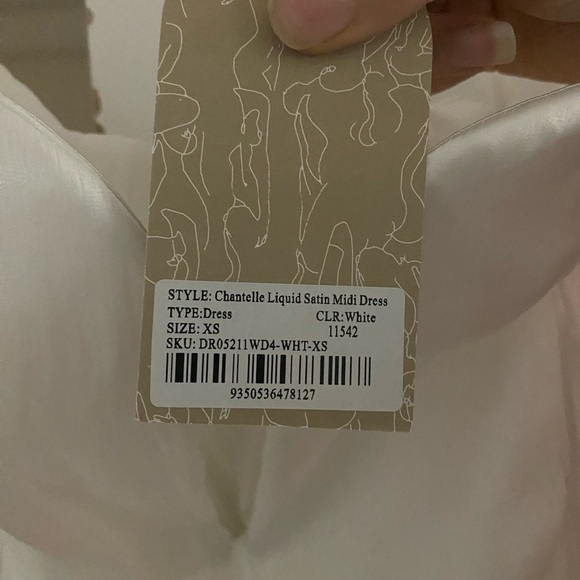 STYLE: Chantelle Liquid Satin Midi Dress
TYPE:Dress CLR:White
SIZE: XS 11542
SKU: DR05211WD4-WHT-XS
9350536478127